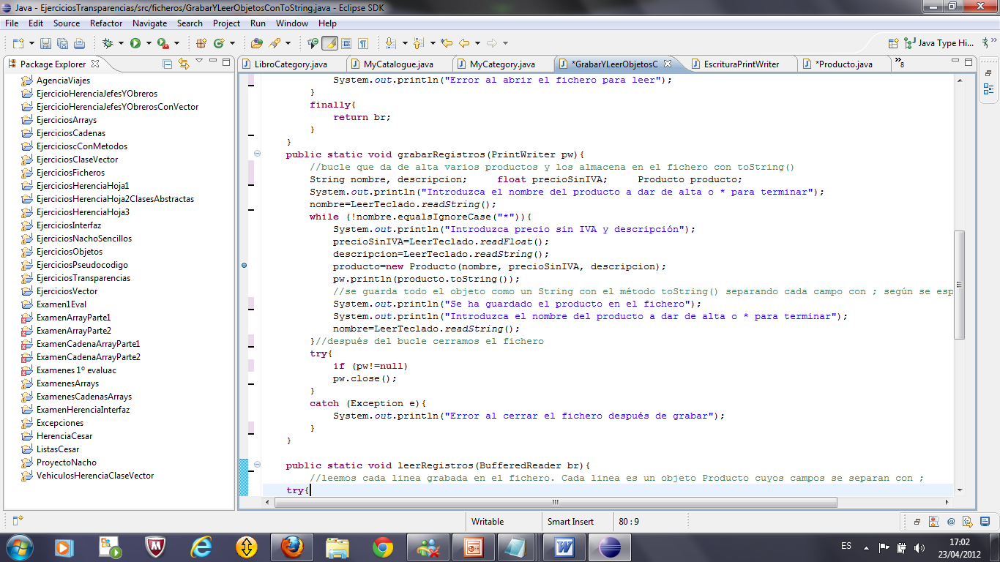 Java - EjerciciosTransparencias/src/ficheros/GrabarYLeerObjetosConToString.java - Eclipse SDK
File Edit Source Refactor Navigate Search Project Run Window Help
Java Type Hi...
Package Explorer
LibroCategory.java
MyCatalogue.java
MyCategory.java
*GrabarYLeerObjetosC
EscrituraPrintWriter
*Producto.java
»8
AgenciaViajes
EjercicioHerenciaJefesYObreros
EjercicioHerenciaJefesYObrerosConVector
EjerciciosArrays
EjerciciosCadenas
EjercicioscConMetodos
EjerciciosClaseVector
EjerciciosFicheros
EjerciciosHerenciaHoja1
EjerciciosHerenciaHoja2ClasesAbstractas
EjerciciosHerenciaHoja3
EjerciciosInterfaz
EjerciciosNachoSencillos
EjerciciosObjetos
EjerciciosPseudocodigo
EjerciciosTransparencias
EjerciciosVector
Examen1Eval
ExamenArrayParte1
ExamenArrayParte2
ExamenCadenaArrayParte1
ExamenCadenaArrayParte2
Examenes 1º evaluac
ExamenesArrays
ExamenesCadenasArrays
ExamenHerenciaInterfaz
Excepciones
HerenciaCesar
ListasCesar
ProyectoNacho
VehiculosHerenciaClaseVector
System.out.println("Error al abrir el fichero para leer");
}
finally{
return br;
}
}
public static void grabarRegistros(PrintWriter pw){
//bucle que da de alta varios productos y los almacena en el fichero con toString()
String nombre, descripcion; float precioSinIVA; Producto producto;
System.out.println("Introduzca el nombre del producto a dar de alta o * para terminar");
nombre=LeerTeclado.readString();
while (!nombre.equalsIgnoreCase("*")){
System.out.println("Introduzca precio sin IVA y descripción");
precioSinIVA=LeerTeclado.readFloat();
descripcion=LeerTeclado.readString();
producto=new Producto(nombre, precioSinIVA, descripcion);
pw.println(producto.toString());
//se guarda todo el objeto como un String con el método toString() separando cada campo con ; según se esp
System.out.println("Se ha guardado el producto en el fichero");
System.out.println("Introduzca el nombre del producto a dar de alta o * para terminar");
nombre=LeerTeclado.readString();
}//después del bucle cerramos el fichero
try{
if (pw!=null)
pw.close();
}
catch (Exception e){
System.out.println("Error al cerrar el fichero después de grabar");
}
}
public static void leerRegistros(BufferedReader br){
//leemos cada linea grabada en el fichero. Cada linea es un objeto Producto cuyos campos se separan con ;
try{
Writable
Smart Insert
80 : 9
ES
17:02
23/04/2012